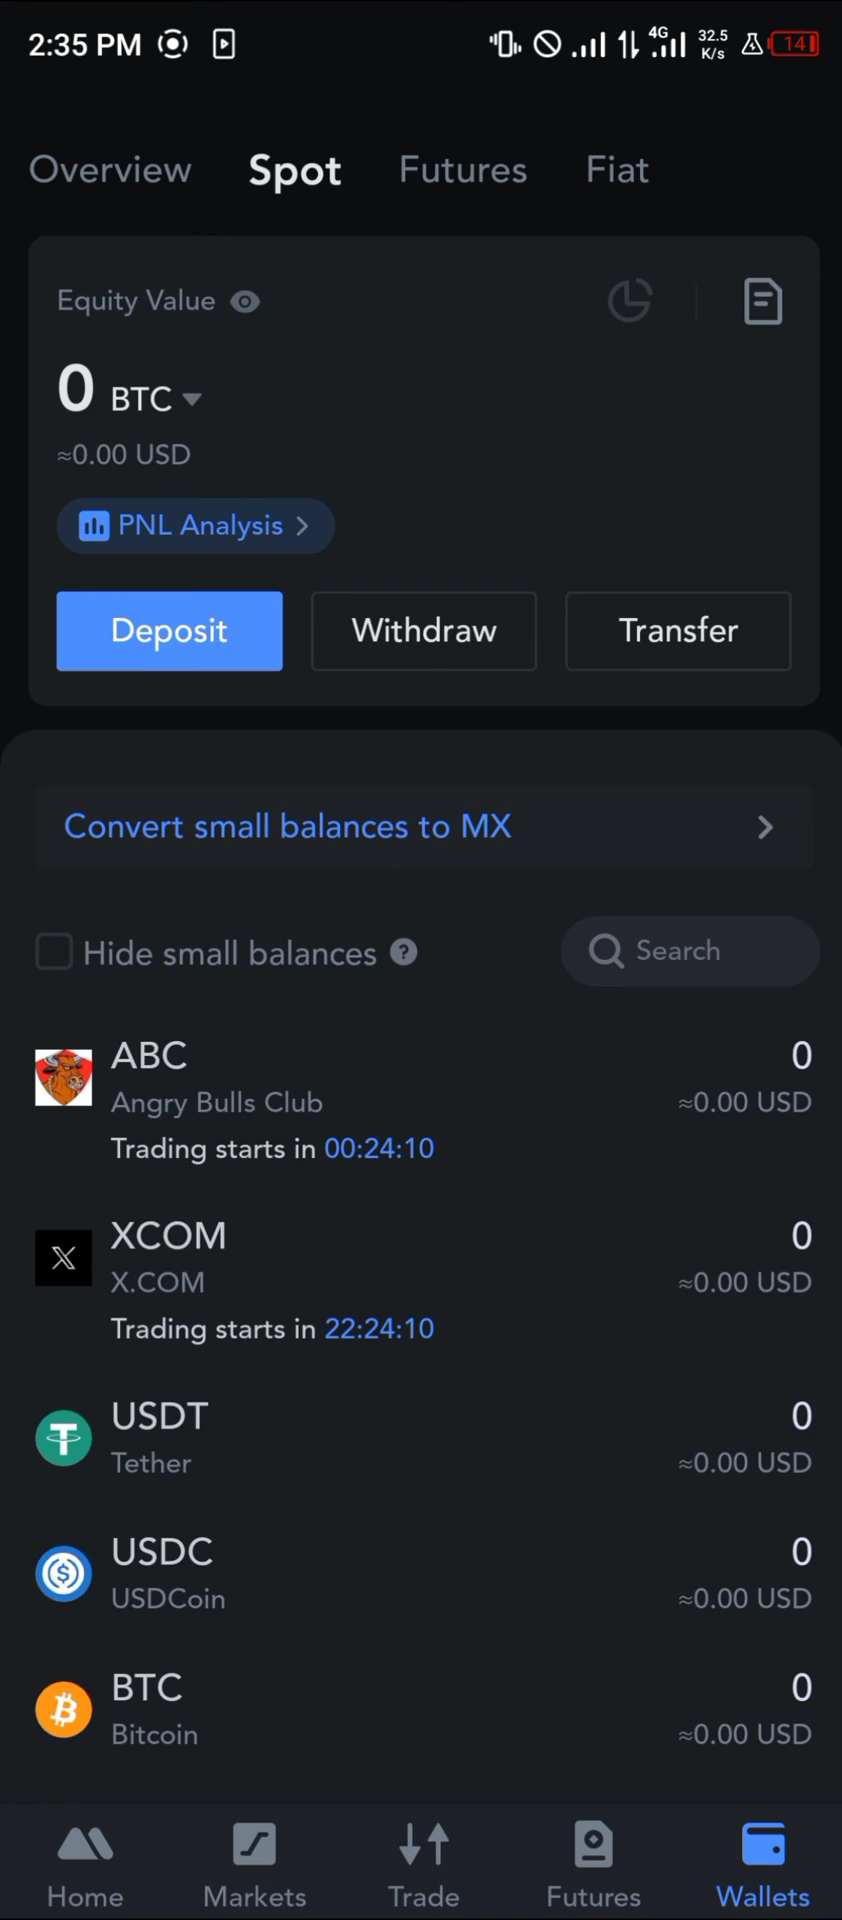 2:35 PM 4G 32.5 K/s 14
Overview Spot Futures Fiat
Equity Value
0 BTC
≈0.00 USD
PNL Analysis
Deposit Withdraw Transfer
Convert small balances to MX
Hide small balances ? Search
ABC 0
Angry Bulls Club ≈0.00 USD
Trading starts in 00:24:10
XCOM 0
X.COM ≈0.00 USD
Trading starts in 22:24:10
USDT 0
Tether ≈0.00 USD
USDC 0
USDCoin ≈0.00 USD
BTC 0
Bitcoin ≈0.00 USD
Home Markets Trade Futures Wallets